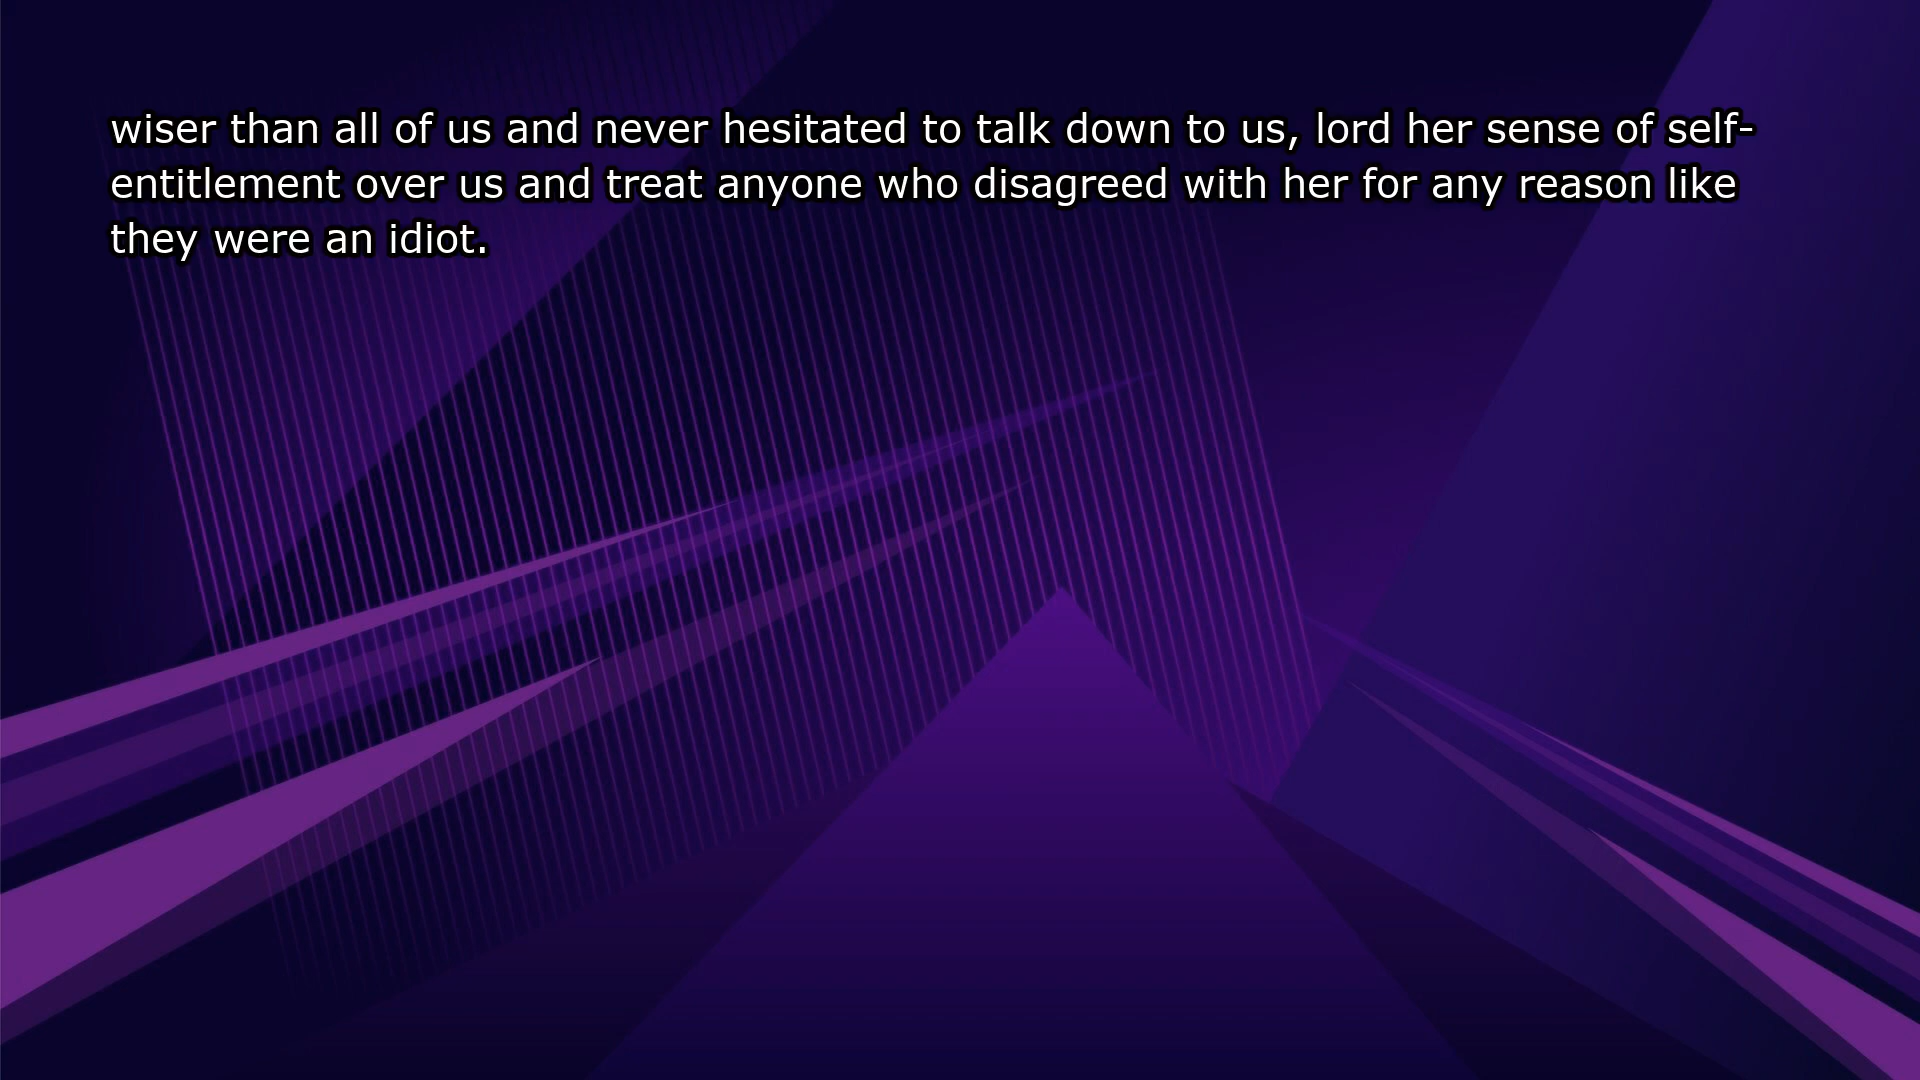 wiser than all of us and never hesitated to talk down to us, lord her sense of self-
entitlement over us and treat anyone who disagreed with her for any reason like
they were an idiot.